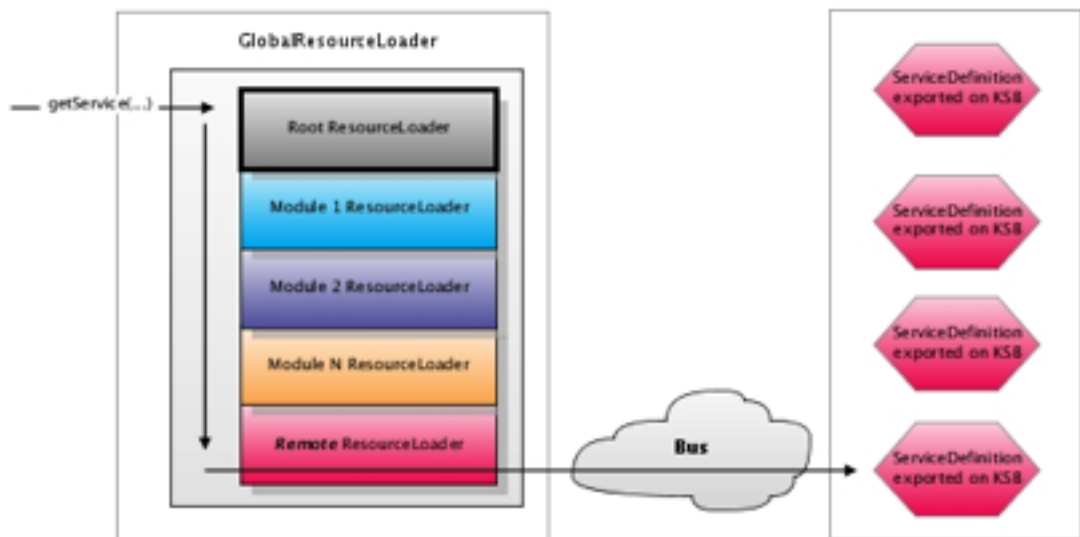 GlobalResourceLoader
getService(...)
Root ResourceLoader
Module 1 ResourceLoader
Module 2 ResourceLoader
Module N ResourceLoader
Remote ResourceLoader
Bus
ServiceDefinition
exported on KSB
ServiceDefinition
exported on KSB
ServiceDefinition
exported on KSB
ServiceDefinition
exported on KSB